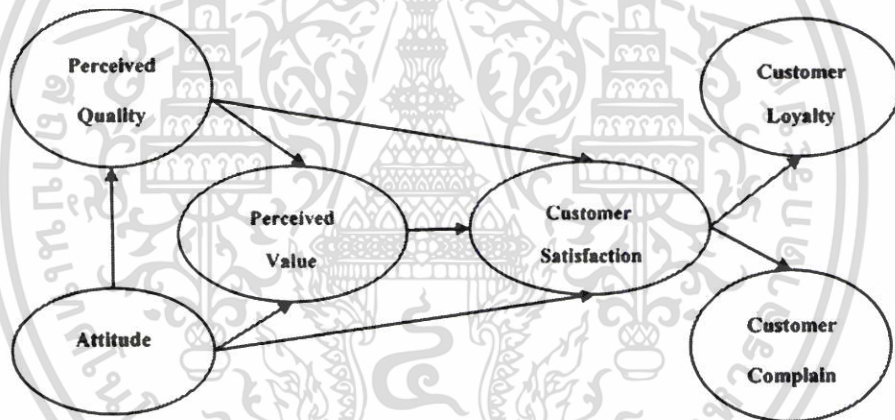 Perceived
Quality
Customer
Loyalty
Perceived
Value
Customer
Satisfaction
Attitude
Customer
Complain